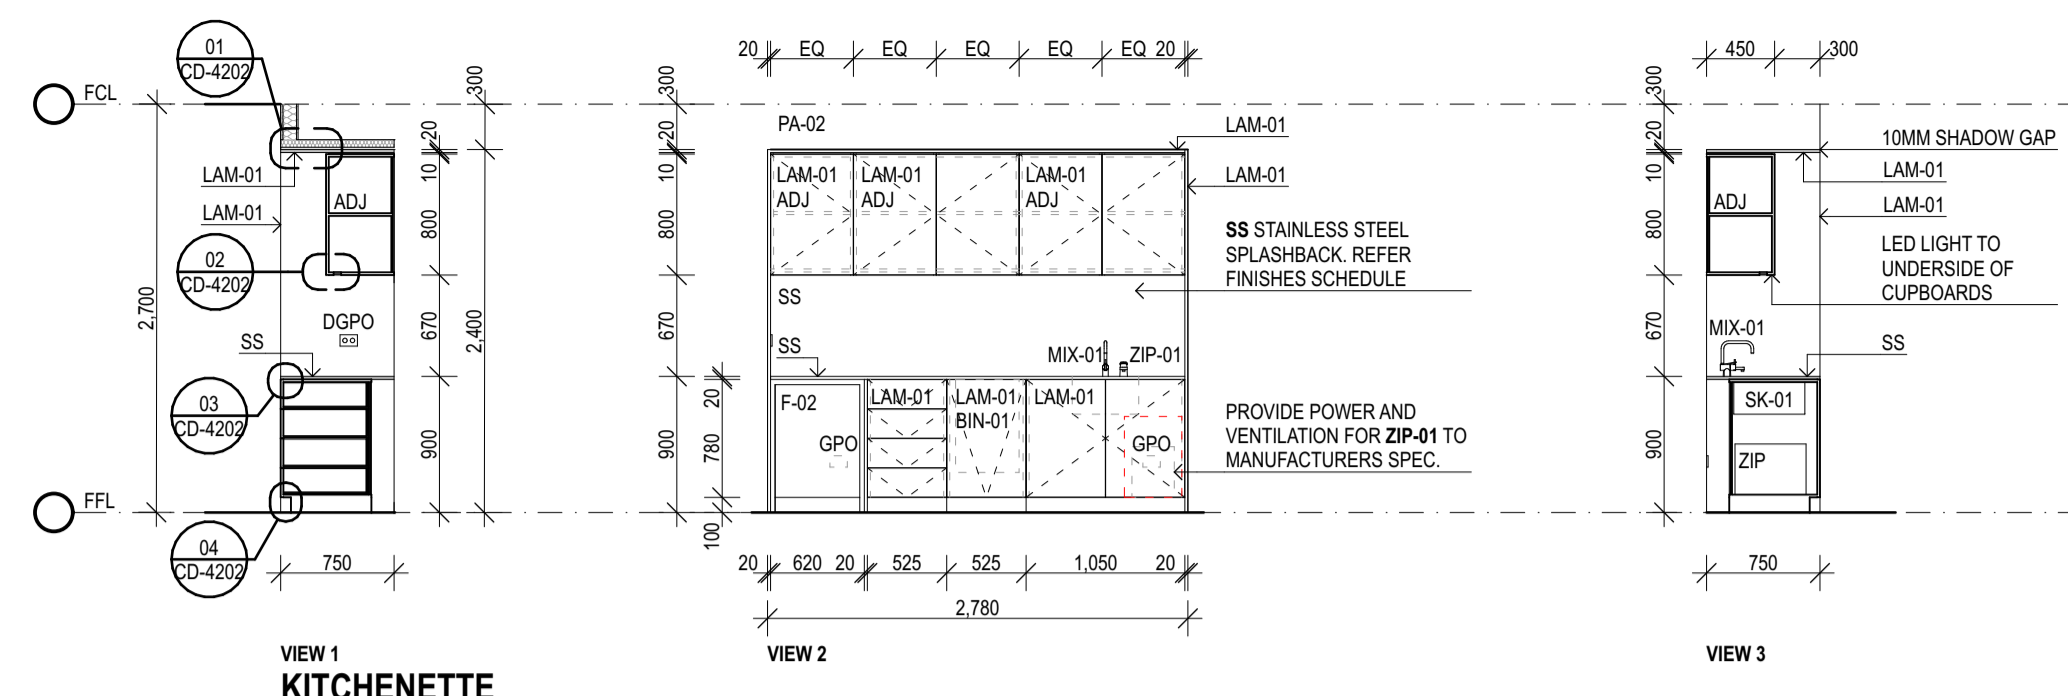 01
CD-4202
FCL
300
20
10
LAM-01
LAM-01
ADJ
800
02
CD-4202
2,700
DGPO
670
2,400
SS
03
CD-4202
900
FFL
04
CD-4202
750
VIEW 1
KITCHENETTE
20 EQ EQ EQ EQ EQ 20
300
20
10
PA-02
LAM-01
LAM-01
LAM-01
ADJ
LAM-01
ADJ
LAM-01
ADJ
800
SS STAINLESS STEEL
SPLASHBACK. REFER
FINISHES SCHEDULE
SS
670
SS
MIX-01 ZIP-01
20
F-02
LAM-01
LAM-01
BIN-01
LAM-01
GPO
GPO
PROVIDE POWER AND
VENTILATION FOR ZIP-01 TO
MANUFACTURERS SPEC.
900
780
100
20 620 20 525 525 1,050 20
2,780
VIEW 2
450 300
300
20
10
10MM SHADOW GAP
LAM-01
LAM-01
ADJ
800
LED LIGHT TO
UNDERSIDE OF
CUPBOARDS
670
MIX-01
SS
SK-01
ZIP
900
750
VIEW 3